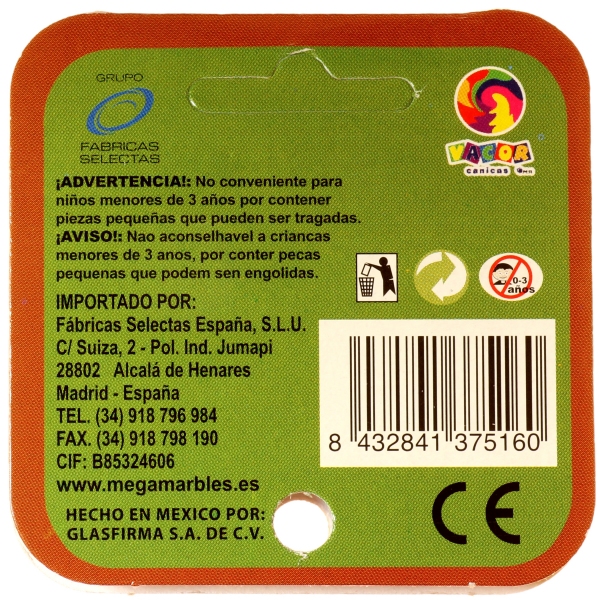 GRUPO
FABRICAS
SELECTAS
VACOR
canicas
¡ADVERTENCIA!: No conveniente para
niños menores de 3 años por contener
piezas pequeñas que pueden ser tragadas.
¡AVISO!: Nao aconselhavel a criancas
menores de 3 anos, por conter pecas
pequenas que podem ser engolidas.
0-3
años
IMPORTADO POR:
Fábricas Selectas España, S.L.U.
C/ Suiza, 2 - Pol. Ind. Jumapi
28802 Alcalá de Henares
Madrid - España
TEL. (34) 918 796 984
FAX. (34) 918 798 190
CIF: B85324606
www.megamarbles.es
8 432841 375160
HECHO EN MEXICO POR:
GLASFIRMA S.A. DE C.V.
CE